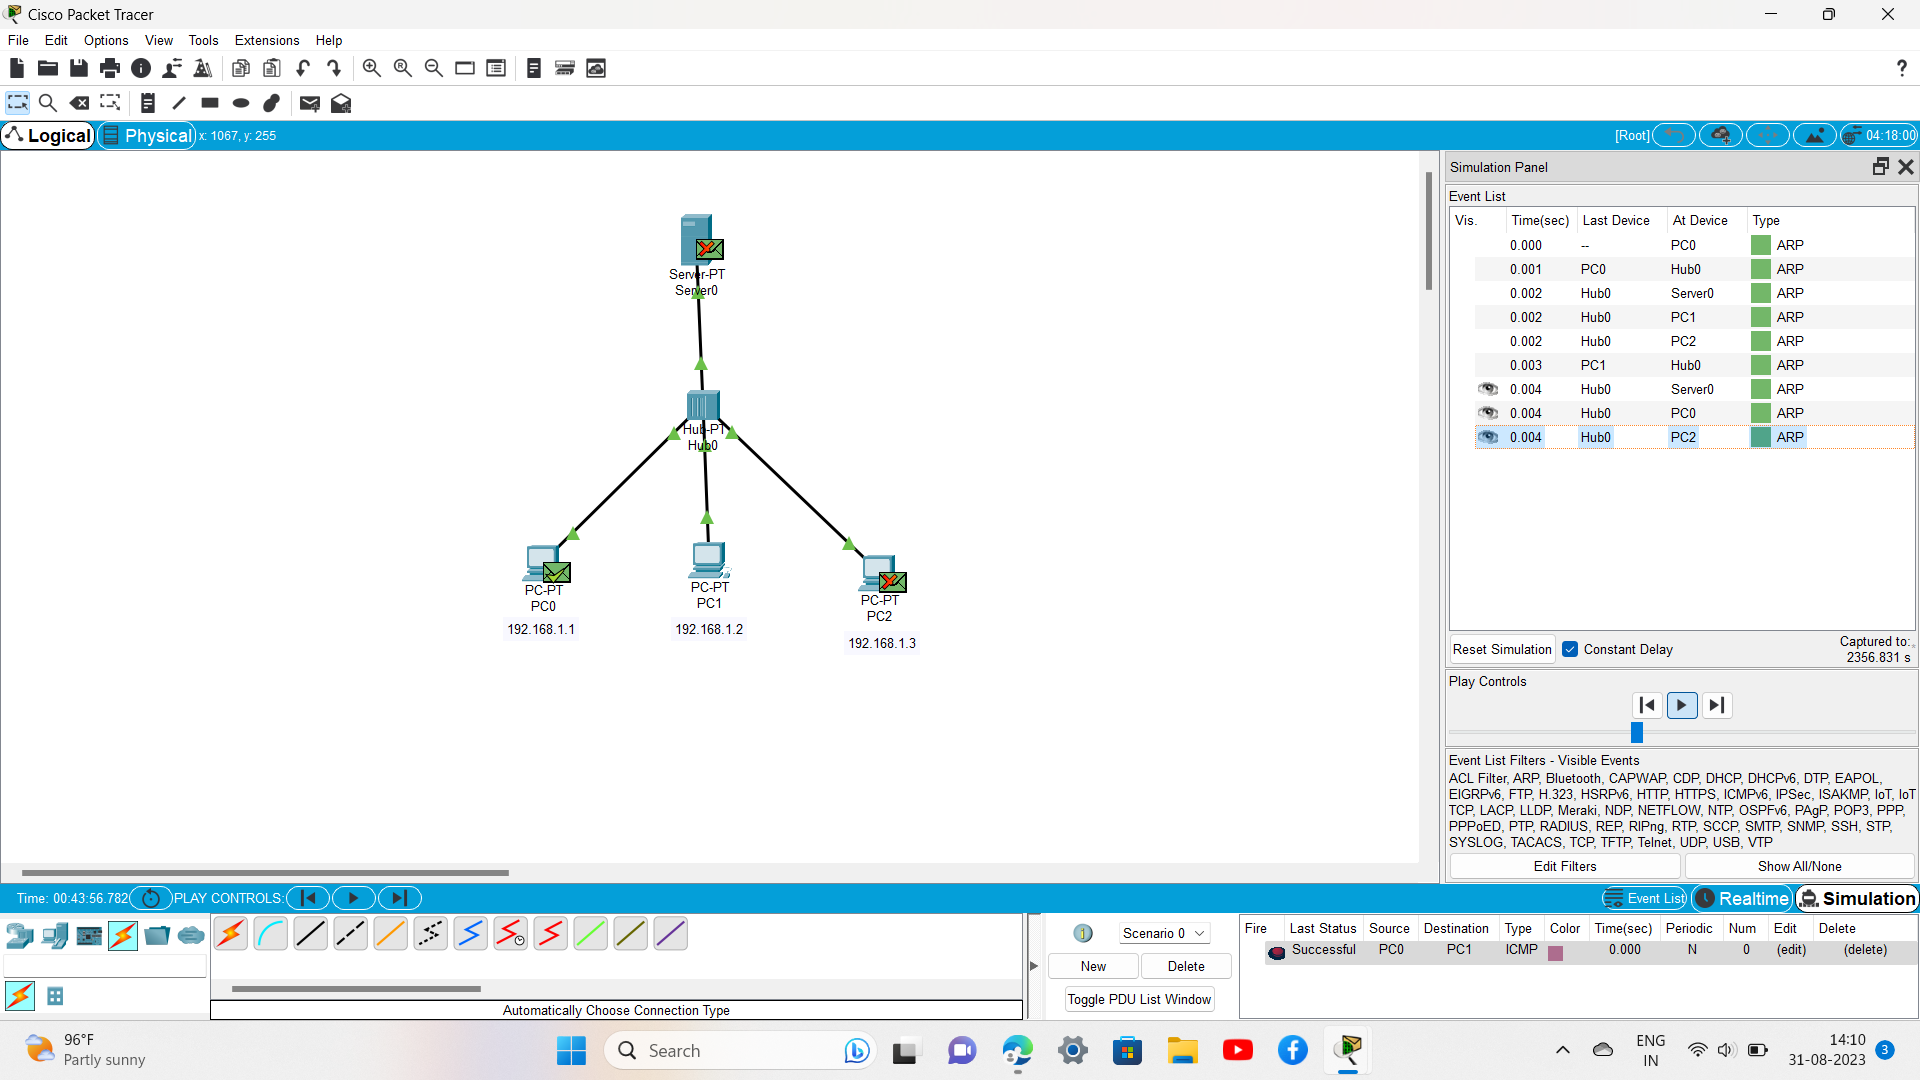 Cisco Packet Tracer
File Edit Options View Tools Extensions Help
?
Logical Physical x: 1067, y: 255 [Root] 04:18:00
Server-PT
Server0
Hub-PT
Hub0
PC-PT
PC0
192.168.1.1
PC-PT
PC1
192.168.1.2
PC-PT
PC2
192.168.1.3
Simulation Panel
Event List
Vis. Time(sec) Last Device At Device Type
0.000 -- PC0 ARP
0.001 PC0 Hub0 ARP
0.002 Hub0 Server0 ARP
0.002 Hub0 PC1 ARP
0.002 Hub0 PC2 ARP
0.003 PC1 Hub0 ARP
0.004 Hub0 Server0 ARP
0.004 Hub0 PC0 ARP
0.004 Hub0 PC2 ARP
Reset Simulation Constant Delay Captured to:
2356.831 s
Play Controls
Event List Filters - Visible Events
ACL Filter, ARP, Bluetooth, CAPWAP, CDP, DHCP, DHCPv6, DTP, EAPOL,
EIGRPv6, FTP, H.323, HSRPv6, HTTP, HTTPS, ICMPv6, IPSec, ISAKMP, IoT, IoT
TCP, LACP, LLDP, Meraki, NDP, NETFLOW, NTP, OSPFv6, PAgP, POP3, PPP,
PPPoED, PTP, RADIUS, REP, RIPng, RTP, SCCP, SMTP, SNMP, SSH, STP,
SYSLOG, TACACS, TCP, TFTP, Telnet, UDP, USB, VTP
Edit Filters Show All/None
Time: 00:43:56.782 PLAY CONTROLS: Event List Realtime Simulation
Automatically Choose Connection Type
1 Scenario 0
New Delete
Toggle PDU List Window
Fire Last Status Source Destination Type Color Time(sec) Periodic Num Edit Delete
Successful PC0 PC1 ICMP 0.000 N 0 (edit) (delete)
96°F
Partly sunny
Search
ENG
IN
14:10
31-08-2023
3